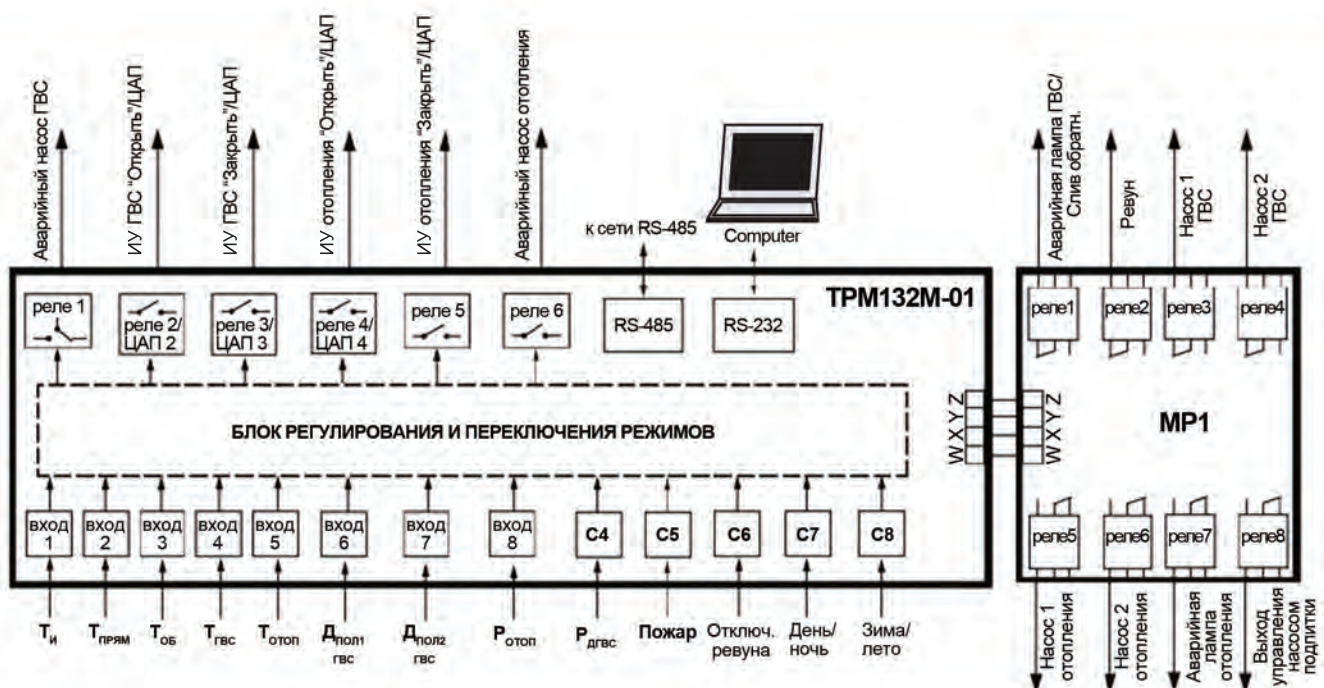 Аварийный насос ГВС
ИУ ГВС “Открыть”/ЦАП
ИУ ГВС “Закрыть”/ЦАП
ИУ отопления “Открыть”/ЦАП
ИУ отопления “Закрыть”/ЦАП
Аварийный насос отопления
к сети RS-485
Computer
Аварийная лампа ГВС/
Слив обратн.
Ревун
Насос 1
ГВС
Насос 2
ГВС
ТРМ132М-01
реле 1
реле 2/
ЦАП 2
реле 3/
ЦАП 3
реле 4/
ЦАП 4
реле 5
реле 6
RS-485
RS-232
реле1
реле2
реле3
реле4
БЛОК РЕГУЛИРОВАНИЯ И ПЕРЕКЛЮЧЕНИЯ РЕЖИМОВ
W X Y Z
W X Y Z
МР1
вход
1
вход
2
вход
3
вход
4
вход
5
вход
6
вход
7
вход
8
С4
С5
С6
С7
С8
реле5
реле6
реле7
реле8
Tи
Tпрям
Tоб
Tгвс
Tотоп
Дпол1
гвс
Дпол2
гвс
Pотоп
Pдгвс
Пожар
Отключ.
ревуна
День/
ночь
Зима/
лето
Насос 1
отопления
Насос 2
отопления
Аварийная
лампа
отопления
Выход
управления
насосом
подпитки